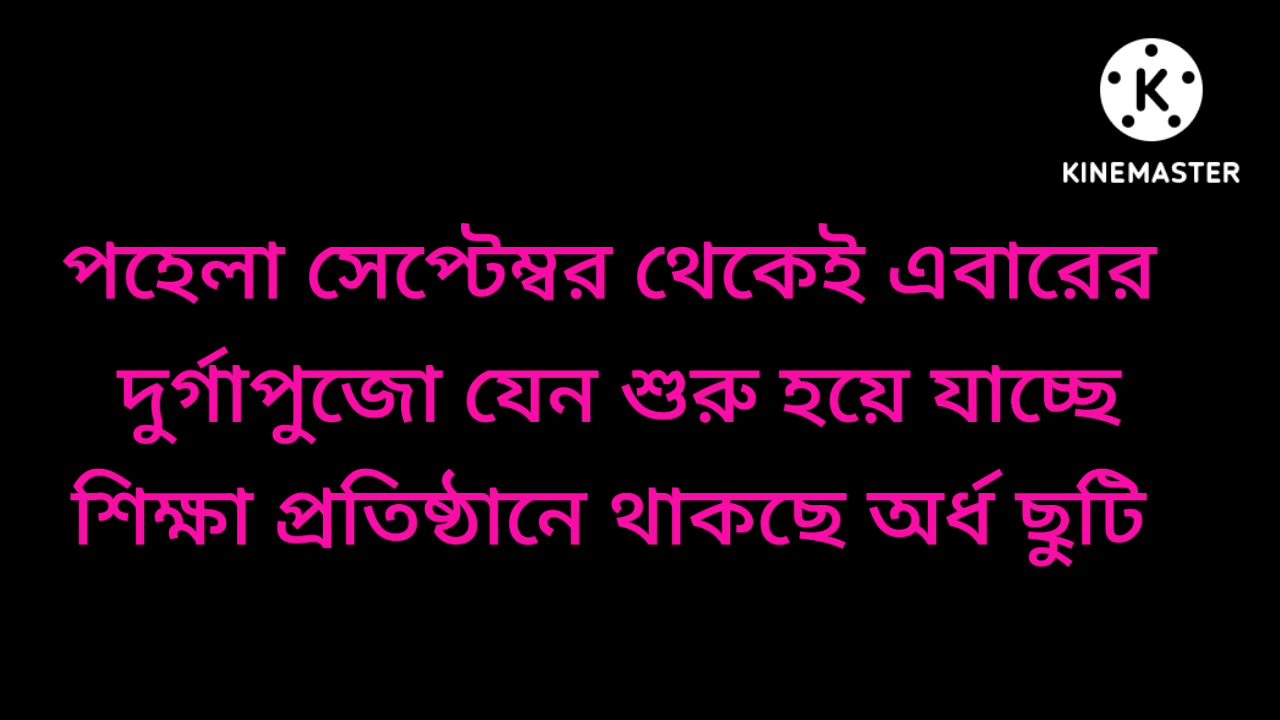 K
KINEMASTER
পহেলা সেপ্টেম্বর থেকেই এবারের
দুর্গাপুজো যেন শুরু হয়ে যাচ্ছে
শিক্ষা প্রতিষ্ঠানে থাকছে অর্ধ ছুটি